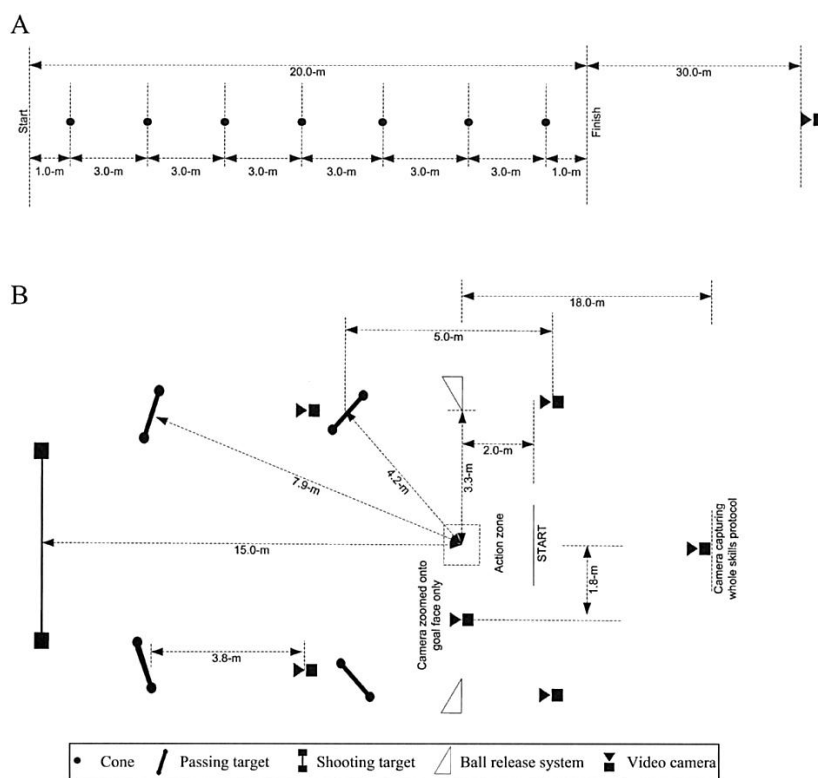 A
20.0-m
30.0-m
Start
Finish
1.0-m
3.0-m
3.0-m
3.0-m
3.0-m
3.0-m
3.0-m
1.0-m
B
18.0-m
5.0-m
2.0-m
3.3-m
4.2-m
7.9-m
15.0-m
Action zone
START
Camera capturing
whole skills protocol
1.8-m
Camera zoomed onto
goal face only
3.8-m
Cone
Passing target
Shooting target
Ball release system
Video camera